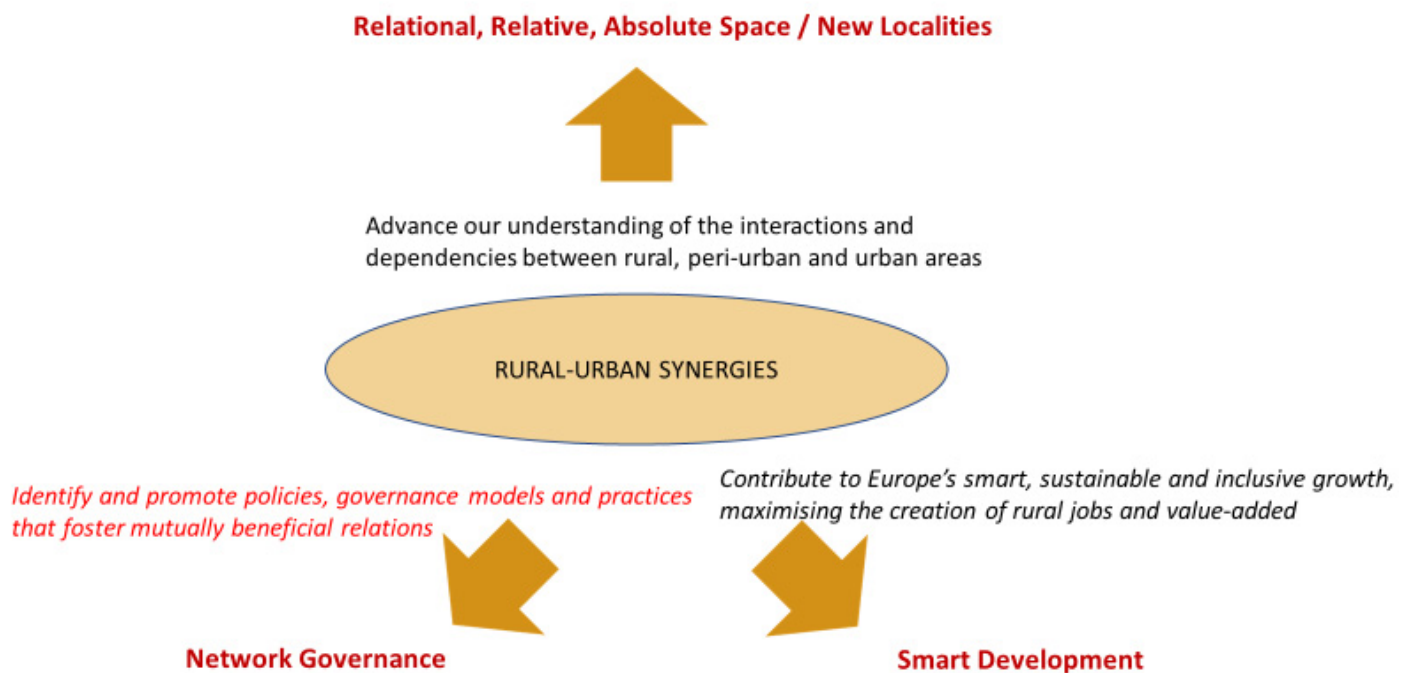 Relational, Relative, Absolute Space / New Localities
Advance our understanding of the interactions and
dependencies between rural, peri-urban and urban areas
RURAL-URBAN SYNERGIES
Identify and promote policies, governance models and practices
that foster mutually beneficial relations
Contribute to Europe’s smart, sustainable and inclusive growth,
maximising the creation of rural jobs and value-added
Network Governance
Smart Development